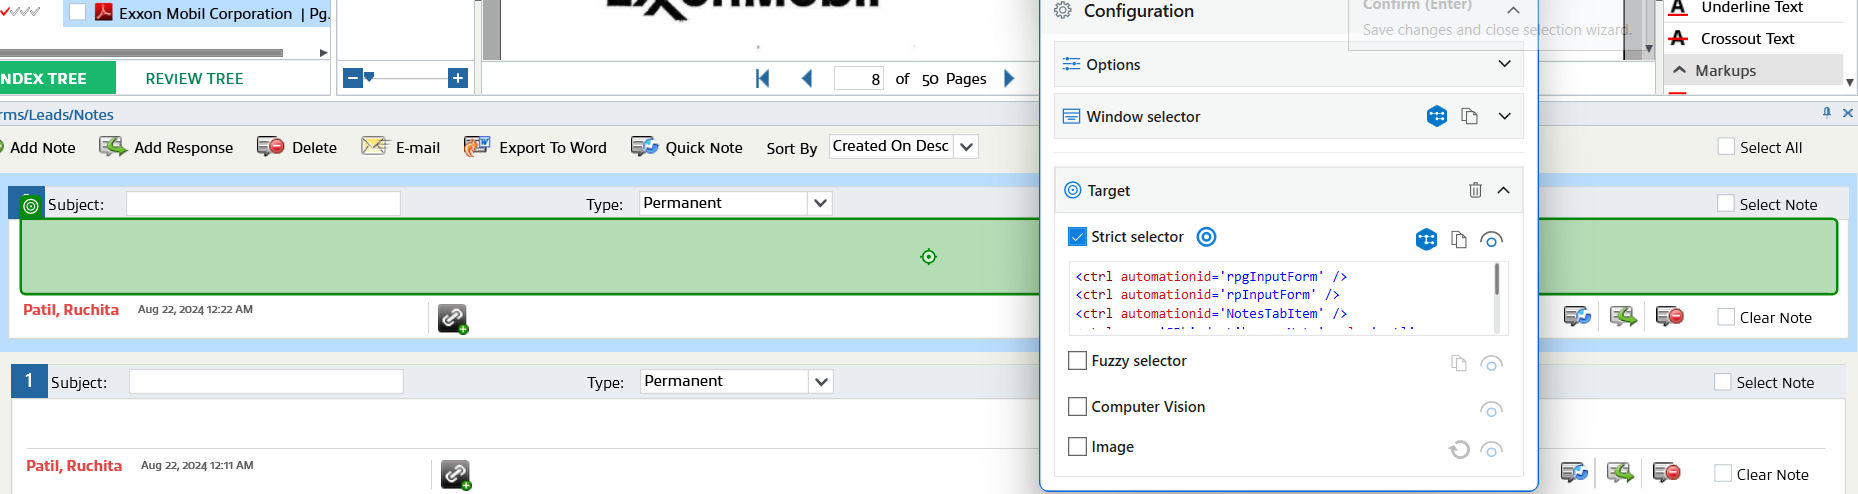 Exxon Mobil Corporation | Pg.
ExxonMobil
NDEX TREE
REVIEW TREE
8 of 50 Pages
Configuration
Confirm (Enter)
Save changes and close selection wizard.
Options
Window selector
Target
Strict selector
<ctrl automationid='rpgInputForm' />
<ctrl automationid='rpInputForm' />
<ctrl automationid='NotesTabItem' />
Fuzzy selector
Computer Vision
Image
Underline Text
Crossout Text
Markups
rms/Leads/Notes
Add Note Add Response Delete E-mail Export To Word Quick Note Sort By Created On Desc Select All
Subject: Type: Permanent Select Note
Patil, Ruchita Aug 22, 2024 12:22 AM Clear Note
1 Subject: Type: Permanent Select Note
Patil, Ruchita Aug 22, 2024 12:11 AM Clear Note